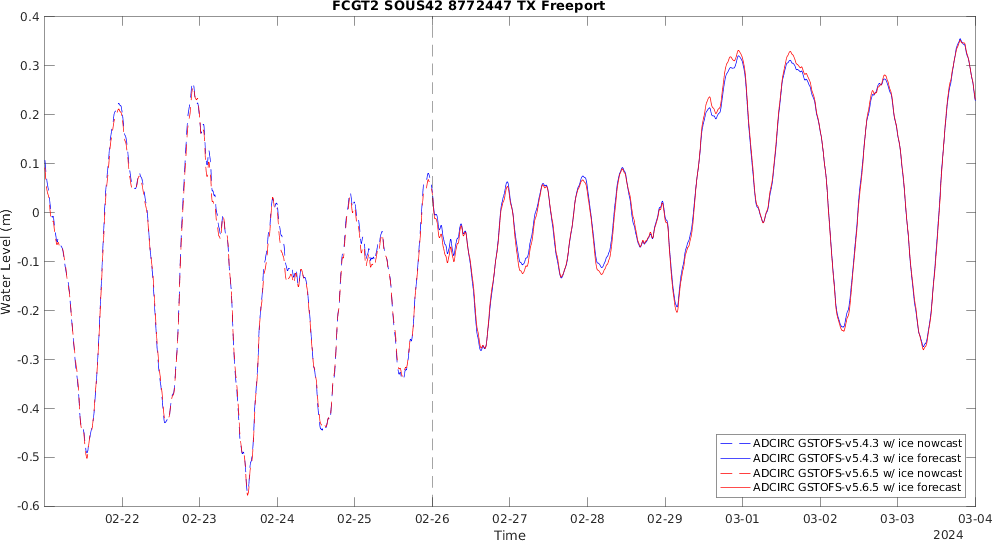 FCGT2 SOUS42 8772447 TX Freeport
0.4
0.3
0.2
0.1
0
-0.1
-0.2
-0.3
-0.4
-0.5
-0.6
Water Level (m)
ADCIRC GSTOFS-v5.4.3 w/ ice nowcast
ADCIRC GSTOFS-v5.4.3 w/ ice forecast
ADCIRC GSTOFS-v5.6.5 w/ ice nowcast
ADCIRC GSTOFS-v5.6.5 w/ ice forecast
02-22 02-23 02-24 02-25 02-26 02-27 02-28 02-29 03-01 03-02 03-03 03-04
Time
2024